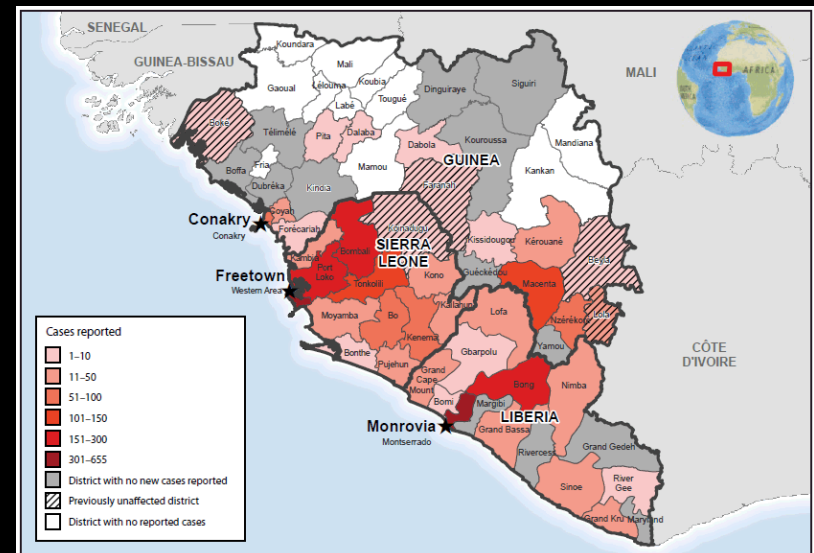 SENEGAL
GUINEA-BISSAU
MALI
AFRICA
Koundara
Mali
Koubia
Gaoual
Lélouma
Labé
Tougué
Dinguiraye
Siguiri
Boké
Télimélé
Pita
Dalaba
Dabola
Kouroussa
GUINEA
Mandiana
Fria
Boffa
Mamou
Faranah
Kankan
Dubréka
Kindia
Coyah
Conakry
Conakry
Forécariah
Koinadugu
Kissidougou
Kérouané
Beyla
SIERRA
LEONE
Kambia
Bombali
Port
Loko
Freetown
Western Area
Tonkolili
Kono
Guéckédou
Macenta
Moyamba
Bo
Kailahun
Lofa
Nzérékoré
Lola
Kenema
Yamou
Bonthe
Pujehun
Gbarpolu
CÔTE
D'IVOIRE
Grand
Cape
Mount
Bong
Nimba
Bomi
Margibi
LIBERIA
Monrovia
Montserrado
Grand Bassa
Rivercess
Grand Gedeh
Sinoe
River
Gee
Grand Kru
Maryland
Cases reported
1–10
11–50
51–100
101–150
151–300
301–655
District with no new cases reported
Previously unaffected district
District with no reported cases